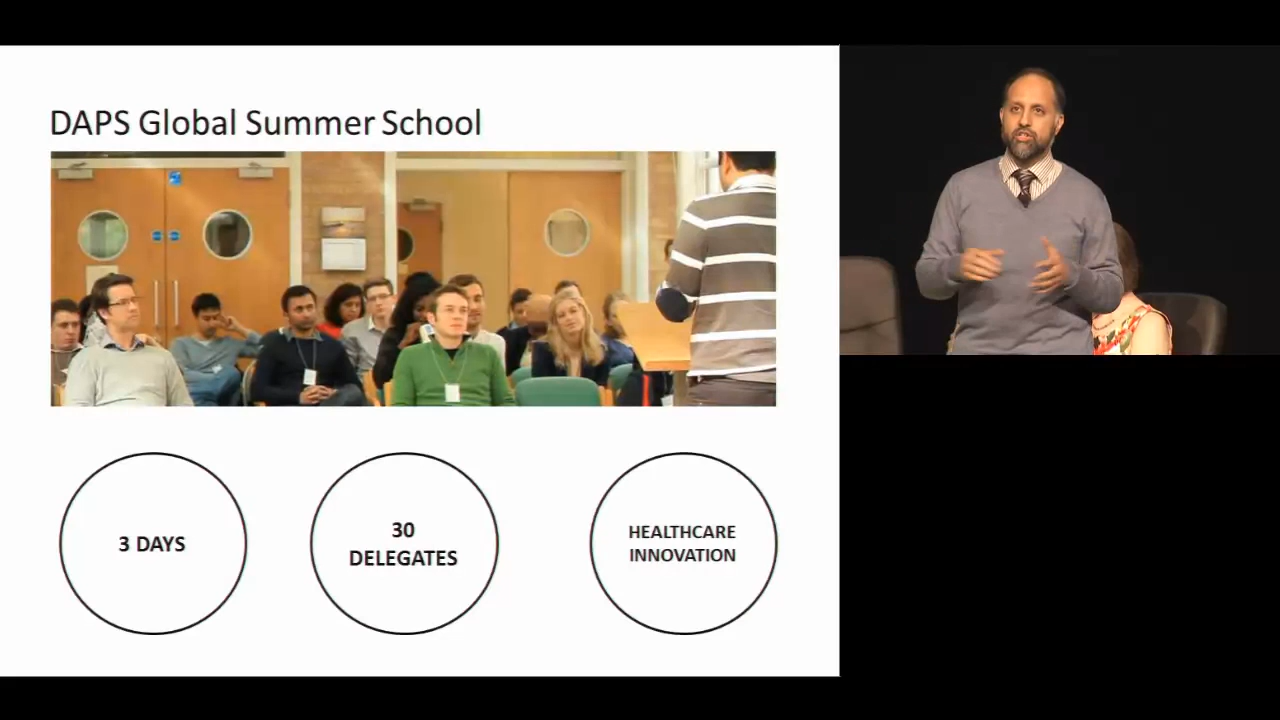 DAPS Global Summer School
3 DAYS
30
DELEGATES
HEALTHCARE
INNOVATION